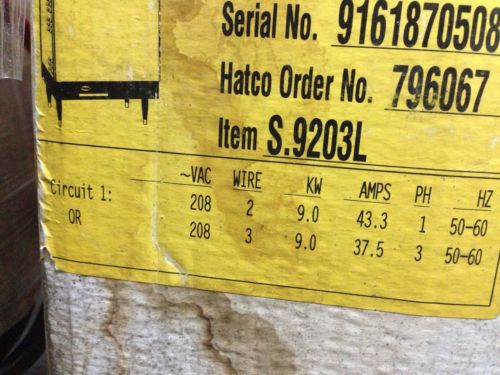 Serial No. 9161870508
Hatco Order No. 796067
Item S.9203L
~VAC WIRE KW AMPS PH HZ
Circuit 1: 208 2 9.0 43.3 1 50-60
OR 208 3 9.0 37.5 3 50-60